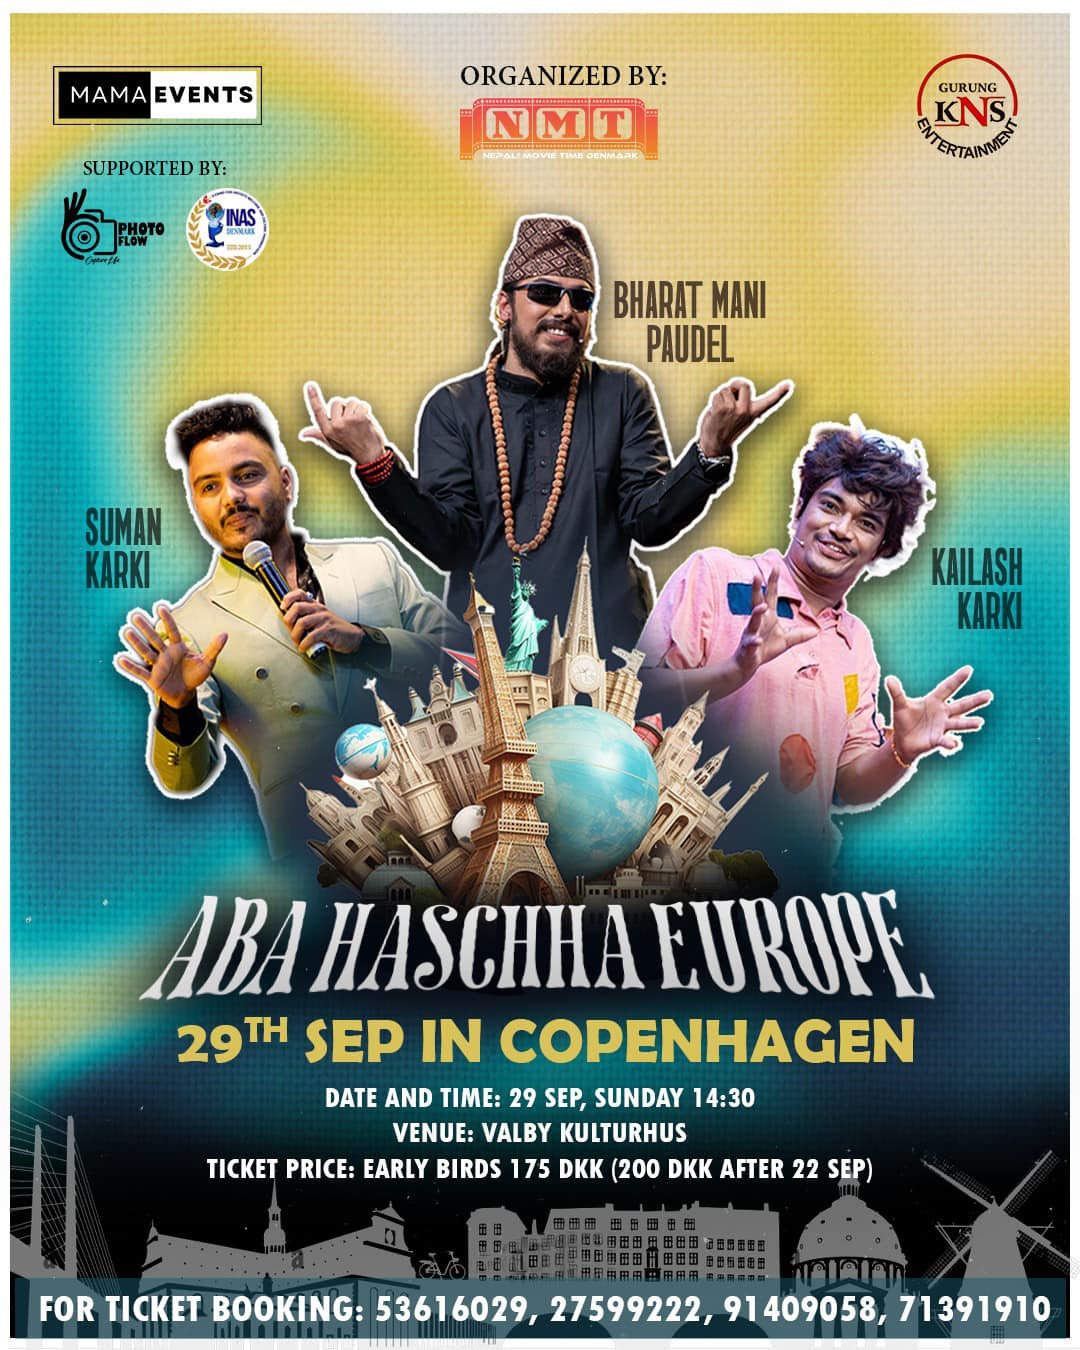 MAMA EVENTS
ORGANIZED BY:
NMT
NEPALI MOVIE TIME DENMARK
GURUNG
KNS
ENTERTAINMENT
SUPPORTED BY:
PHOTO
FLOW
Capture Life
INAS
DENMARK
BHARAT MANI
PAUDEL
SUMAN
KARKI
KAILASH
KARKI
ABA HASCHHA EUROPE
29TH SEP IN COPENHAGEN
DATE AND TIME: 29 SEP, SUNDAY 14:30
VENUE: VALBY KULTURHUS
TICKET PRICE: EARLY BIRDS 175 DKK (200 DKK AFTER 22 SEP)
FOR TICKET BOOKING: 53616029, 27599222, 91409058, 71391910